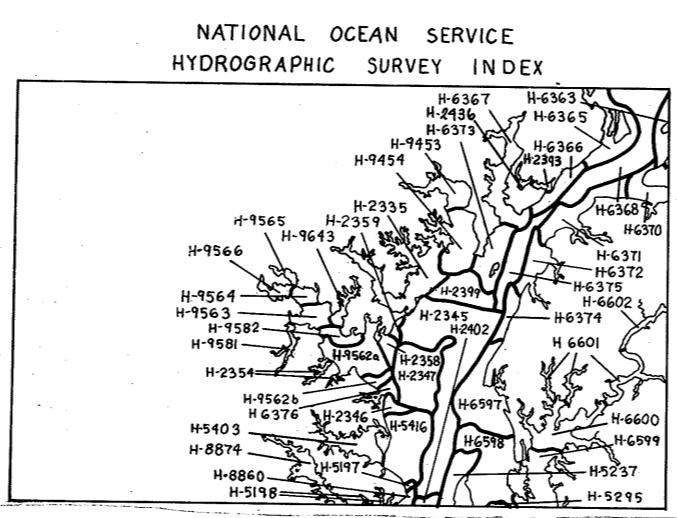 NATIONAL OCEAN SERVICE
HYDROGRAPHIC SURVEY INDEX
H-6367
H-6363
H-2436
H-6365
H-6373
H-9453
H-6366
H-2393
H-9454
H-6368
H-6370
H-2335
H-9565
H-2359
H-9643
H-9566
H-6371
H-6372
H-6375
H-9564
H-2399
H-6602
H-9563
H-2345
H-6374
H-9582
H-2402
H-9581
H-9562a
H-2358
H 6601
H-2354
H-2347
H-9562b
H-6597
H 6376
H-2346
H-5416
H-6600
H-5403
H-6598
H-6599
H-8874
H-5197
H-5237
H-8860
H-5198
H-5295